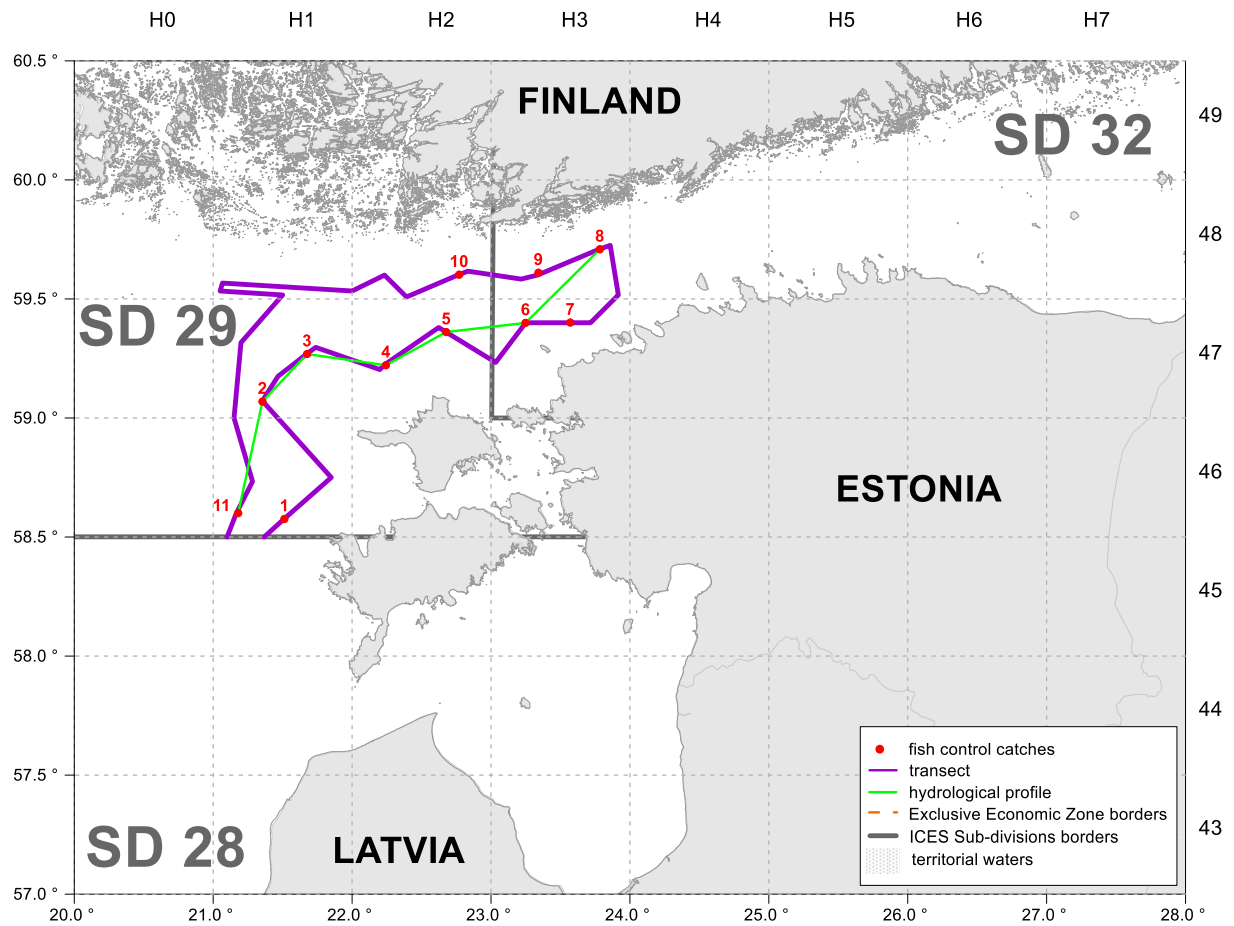 H0 H1 H2 H3 H4 H5 H6 H7
60.5 °
FINLAND
49
SD 32
60.0 °
48
8
10 9
59.5 °
SD 29
6 7
5
3
4
47
2
59.0 °
46
ESTONIA
11 1
58.5 °
45
58.0 °
44
fish control catches
transect
57.5 °
hydrological profile
Exclusive Economic Zone borders
43
ICES Sub-divisions borders
SD 28
LATVIA
territorial waters
57.0 °
20.0 ° 21.0 ° 22.0 ° 23.0 ° 24.0 ° 25.0 ° 26.0 ° 27.0 ° 28.0 °